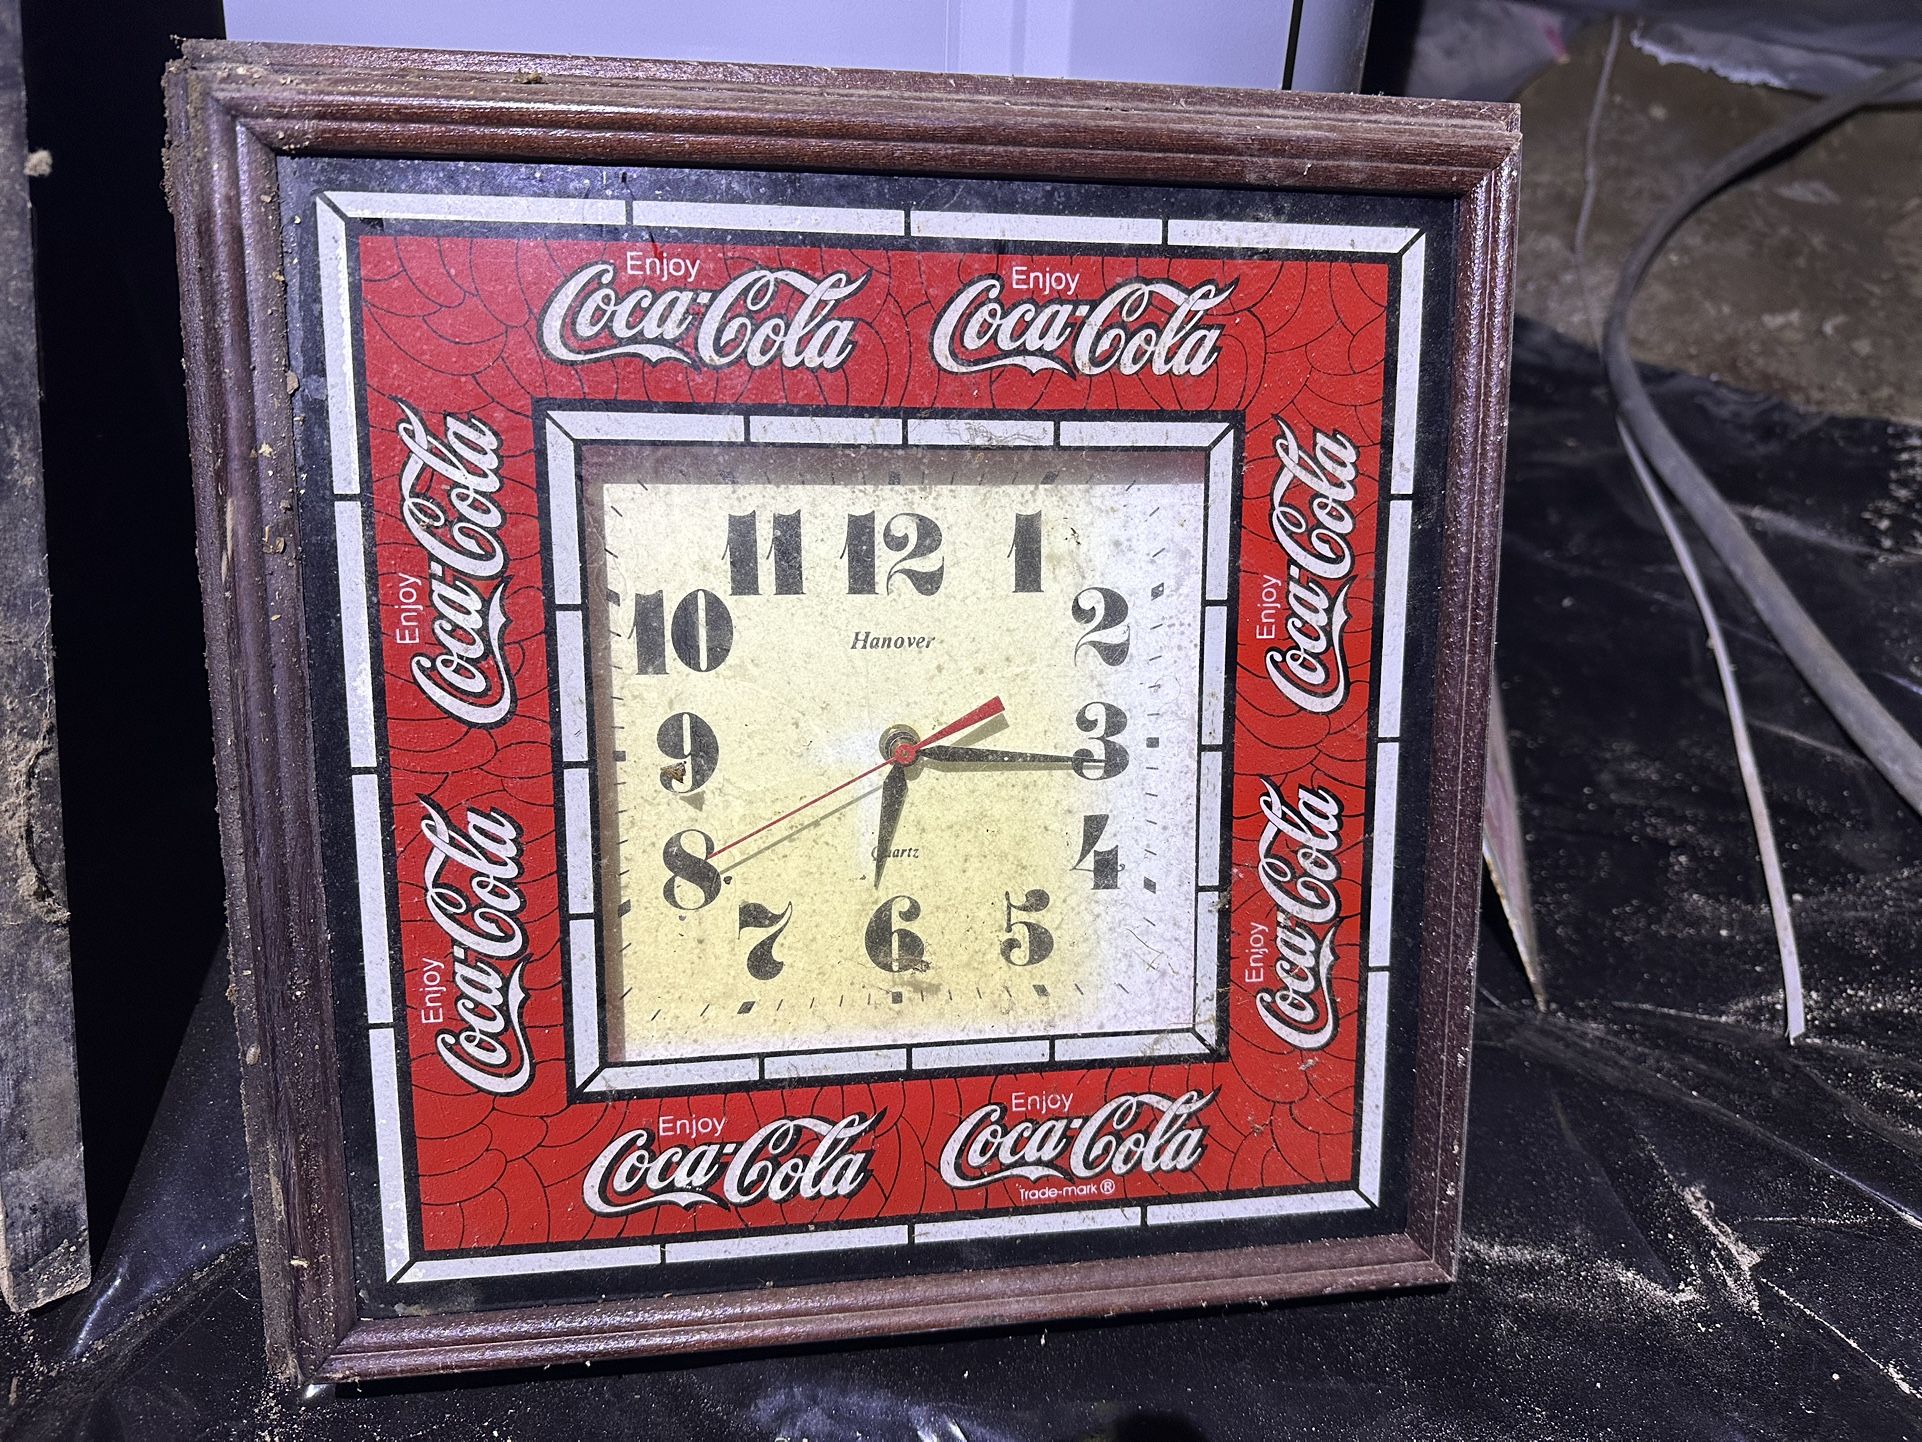 Enjoy
Coca-Cola
Enjoy
Coca-Cola
Enjoy
Coca-Cola
Enjoy
Coca-Cola
11 12 1
10 2
Hanover
9 3
8 4
Quartz
7 6 5
Enjoy
Coca-Cola
Enjoy
Coca-Cola
Enjoy
Coca-Cola
Enjoy
Coca-Cola
Trade-mark ®